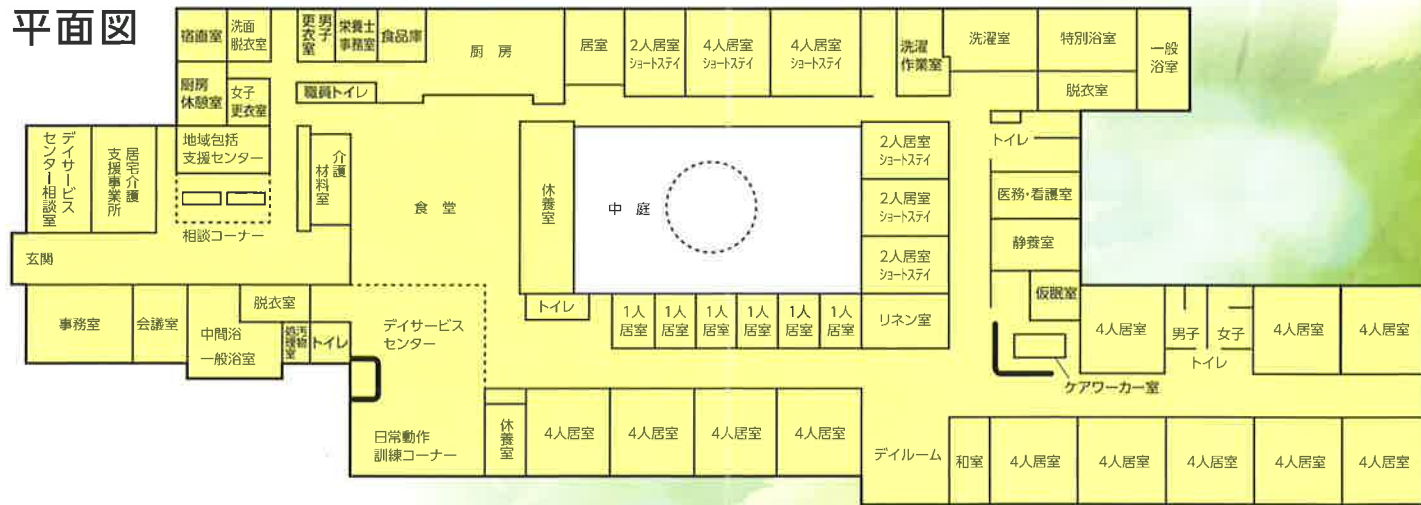 平面図
宿直室
洗面
脱衣室
男子
更衣室
栄養士
事務室
食品庫
厨 房
居室
2人居室
ショートステイ
4人居室
ショートステイ
4人居室
ショートステイ
洗濯
作業室
洗濯室
特別浴室
一般
浴室
脱衣室
厨房
休憩室
女子
更衣室
職員トイレ
デイサービス
センター相談室
居宅介護
支援事業所
地域包括
支援センター
相談コーナー
介護
材料室
食 堂
休養室
中 庭
2人居室
ショートステイ
2人居室
ショートステイ
2人居室
ショートステイ
トイレ
医務・看護室
静養室
仮眠室
玄関
事務室
会議室
中間浴
一般浴室
脱衣室
汚物
処理室
トイレ
デイサービス
センター
トイレ
1人
居室
1人
居室
1人
居室
1人
居室
1人
居室
1人
居室
リネン室
ケアワーカー室
4人居室
男子
女子
トイレ
4人居室
4人居室
日常動作
訓練コーナー
休養室
4人居室
4人居室
4人居室
4人居室
デイルーム
和室
4人居室
4人居室
4人居室
4人居室
4人居室